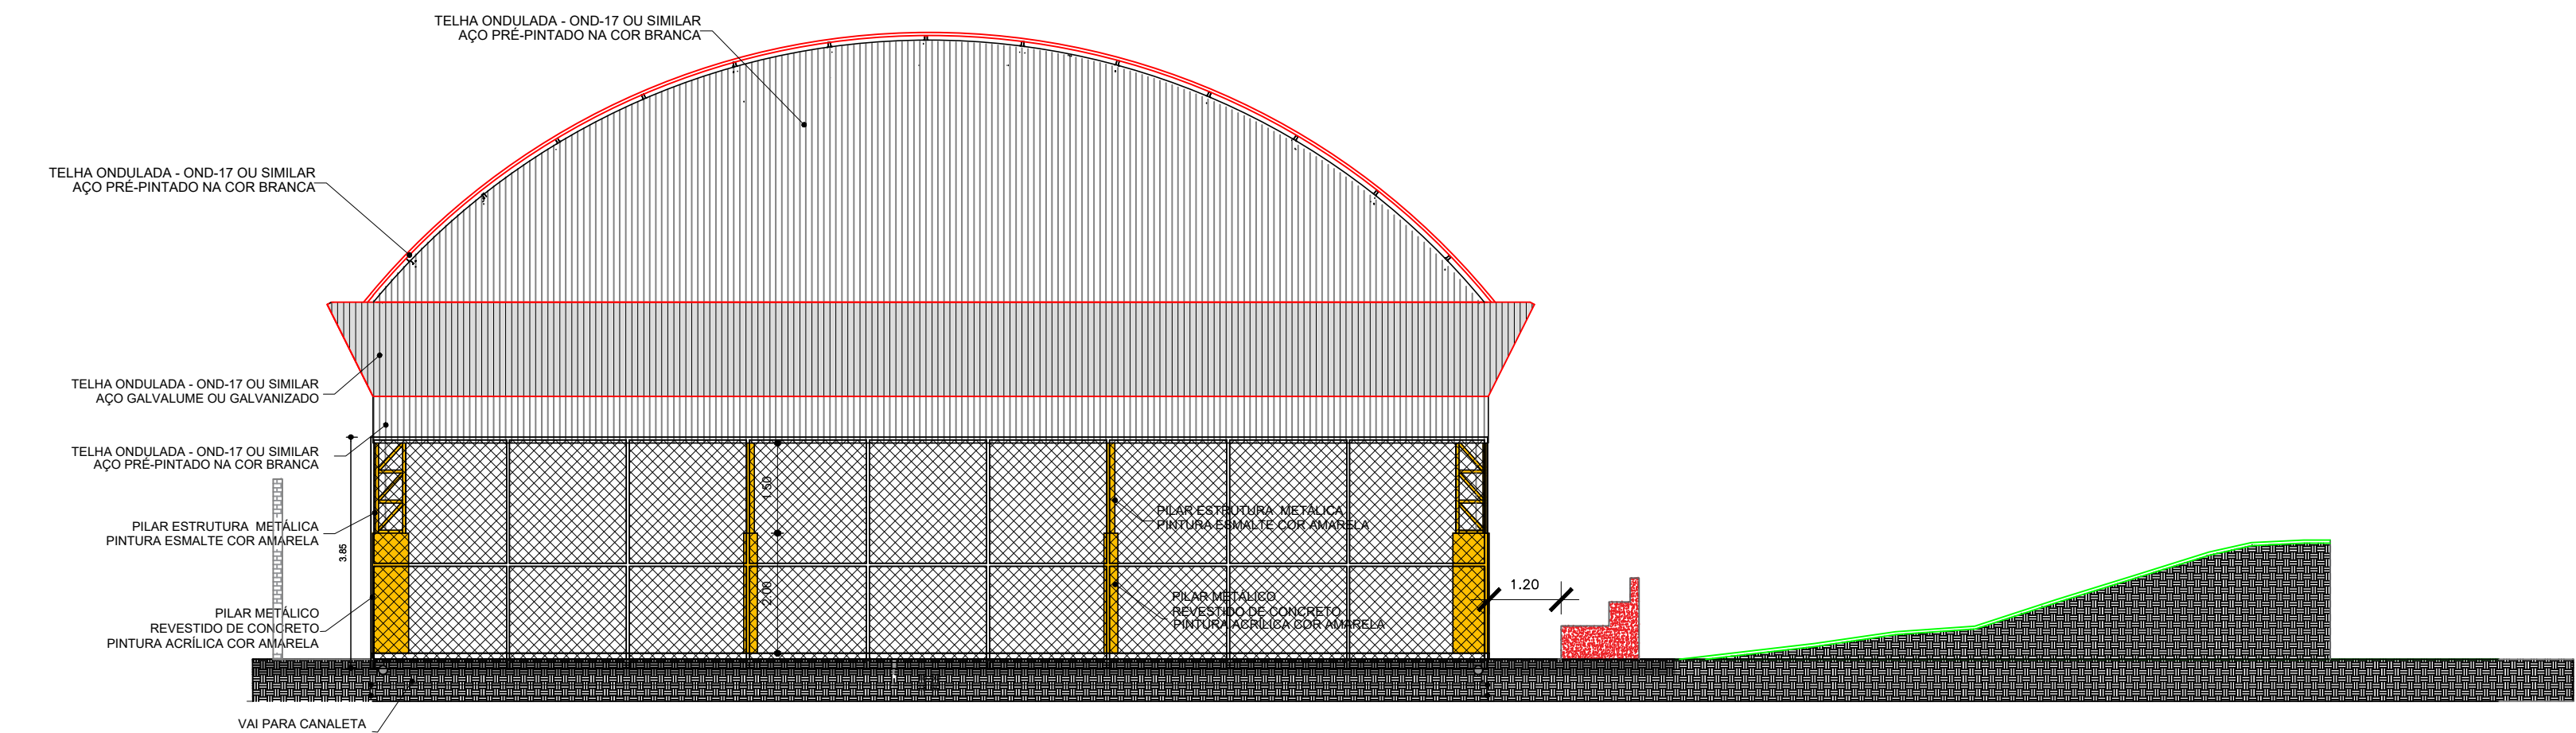 TELHA ONDULADA - OND-17 OU SIMILAR
AÇO PRÉ-PINTADO NA COR BRANCA
TELHA ONDULADA - OND-17 OU SIMILAR
AÇO PRÉ-PINTADO NA COR BRANCA
TELHA ONDULADA - OND-17 OU SIMILAR
AÇO GALVALUME OU GALVANIZADO
TELHA ONDULADA - OND-17 OU SIMILAR
AÇO PRÉ-PINTADO NA COR BRANCA
1.50
PILAR ESTRUTURA METÁLICA
PINTURA ESMALTE COR AMARELA
PILAR ESTRUTURA METÁLICA
PINTURA ESMALTE COR AMARELA
3.85
2.00
1.20
PILAR METÁLICO
REVESTIDO DE CONCRETO
PINTURA ACRÍLICA COR AMARELA
PILAR METÁLICO
REVESTIDO DE CONCRETO
PINTURA ACRÍLICA COR AMARELA
VAI PARA CANALETA